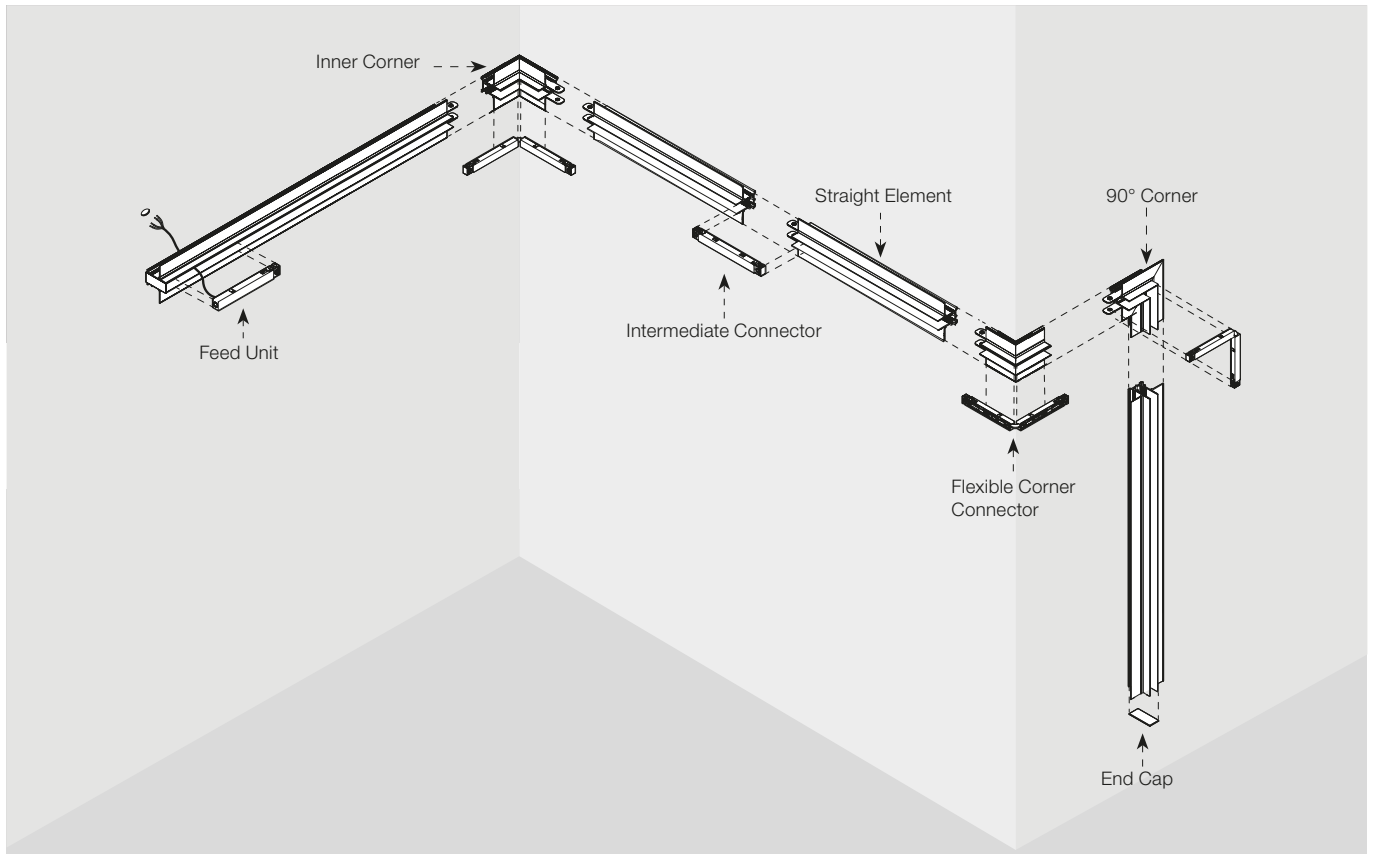 Inner Corner
Straight Element
90° Corner
Intermediate Connector
Feed Unit
Flexible Corner
Connector
End Cap